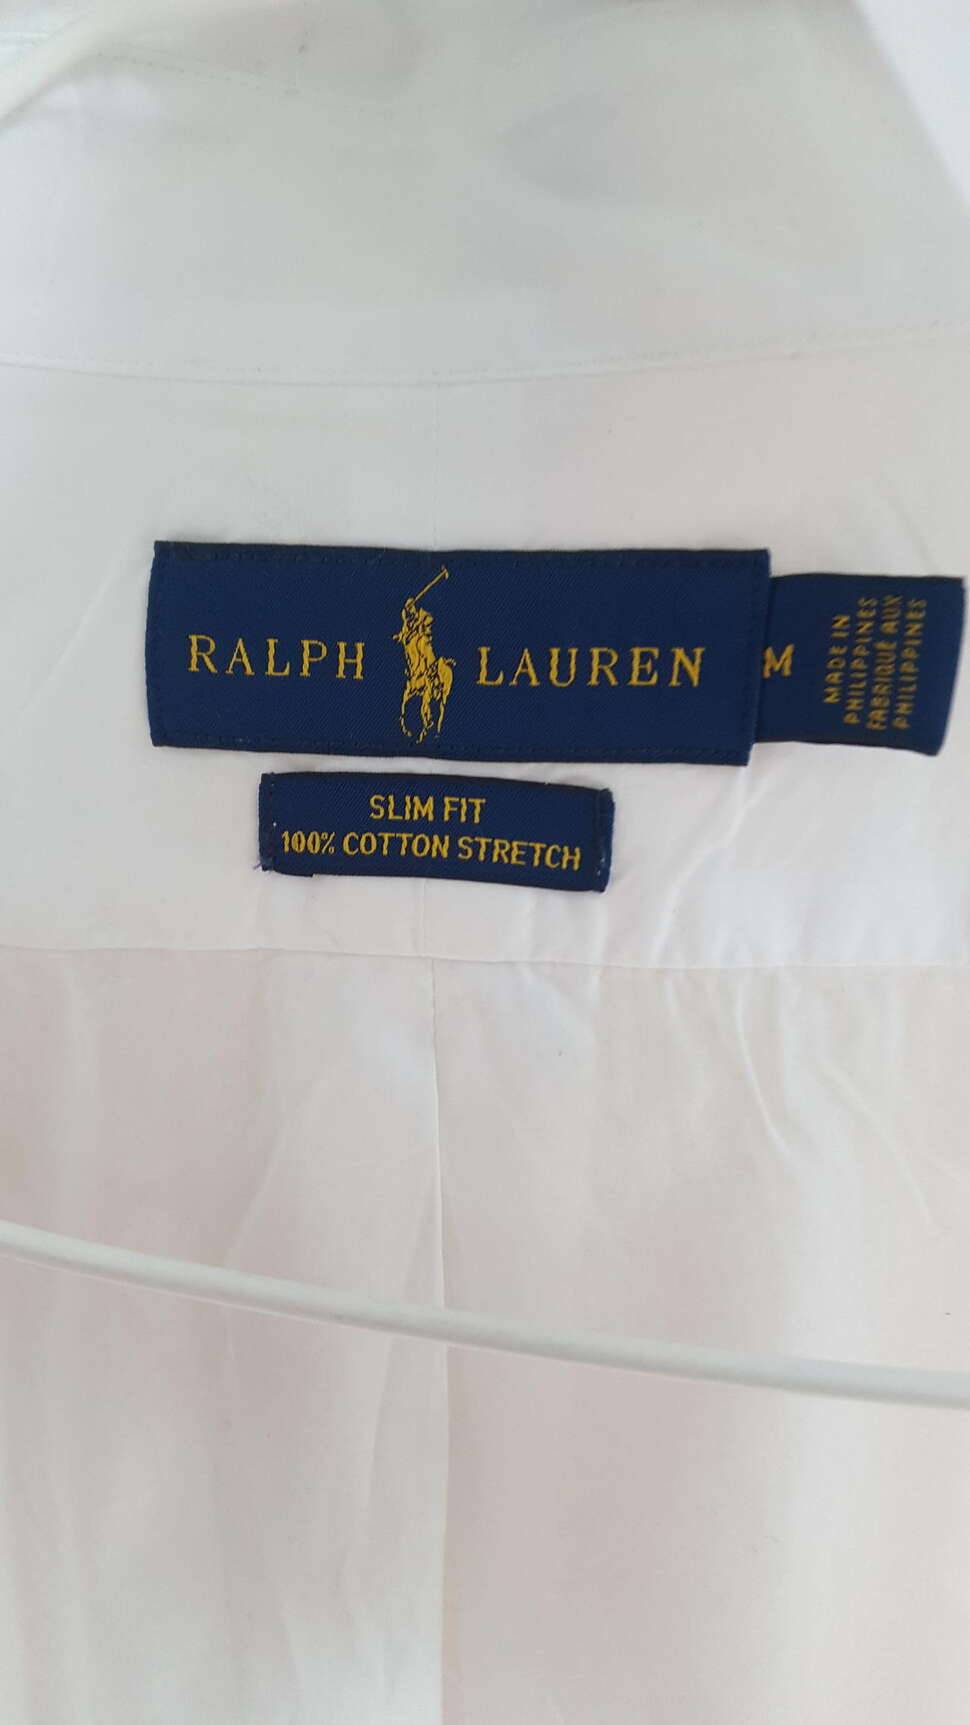 RALPH LAUREN
M
MADE IN
PHILIPPINES
FABRIQUÉ AUX
PHILIPPINES
SLIM FIT
100% COTTON STRETCH